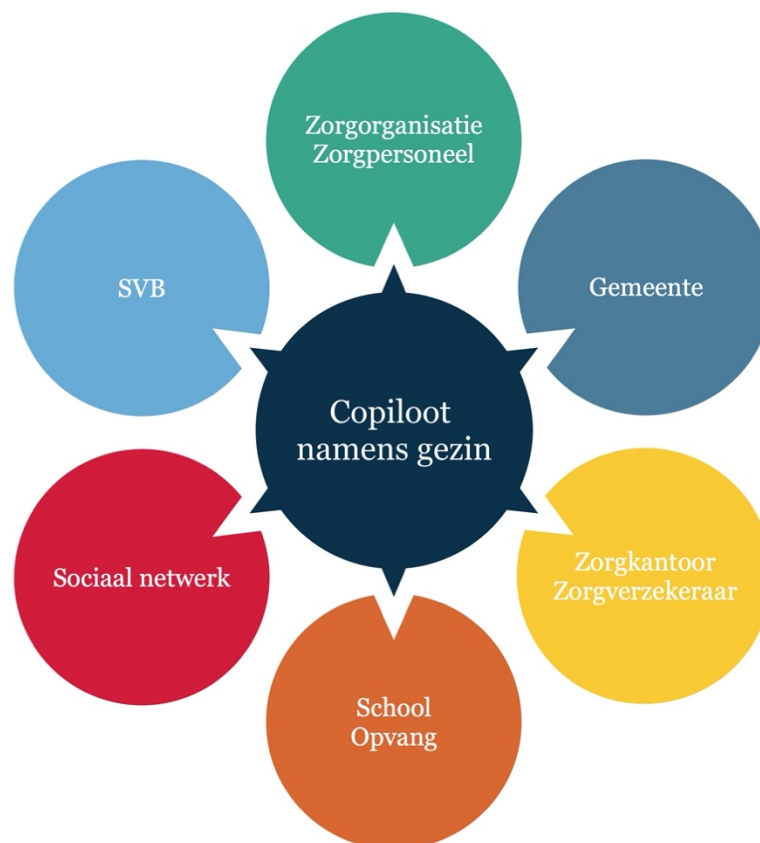 Zorgorganisatie
Zorgpersoneel
SVB
Gemeente
Copiloot
namens gezin
Sociaal netwerk
Zorgkantoor
Zorgverzekeraar
School
Opvang